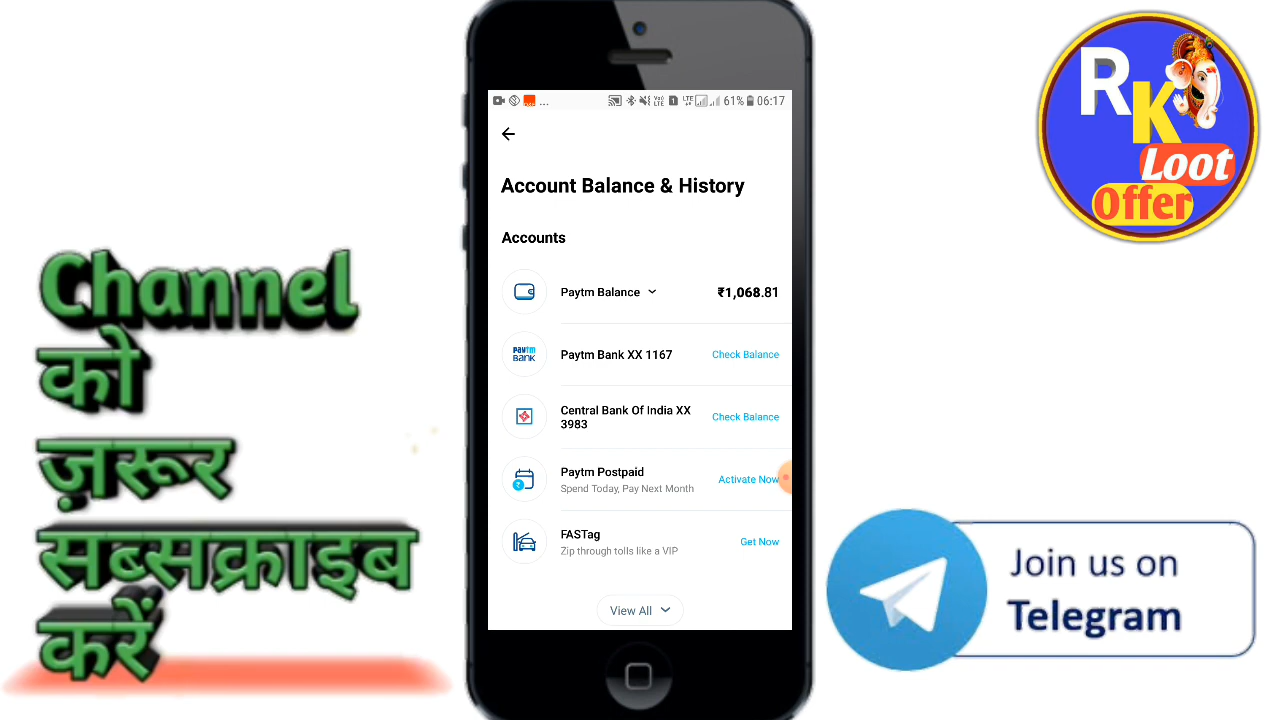 Channel
को
ज़रूर
सब्सक्राइब
करें
... LTE 61% 06:17
Account Balance & History
Accounts
Paytm Balance ₹1,068.81
paytm BANK Paytm Bank XX 1167 Check Balance
Central Bank Of India XX 3983 Check Balance
Paytm Postpaid Activate Now
Spend Today, Pay Next Month
FASTag Get Now
Zip through tolls like a VIP
View All
RK
Loot
Offer
Join us on
Telegram